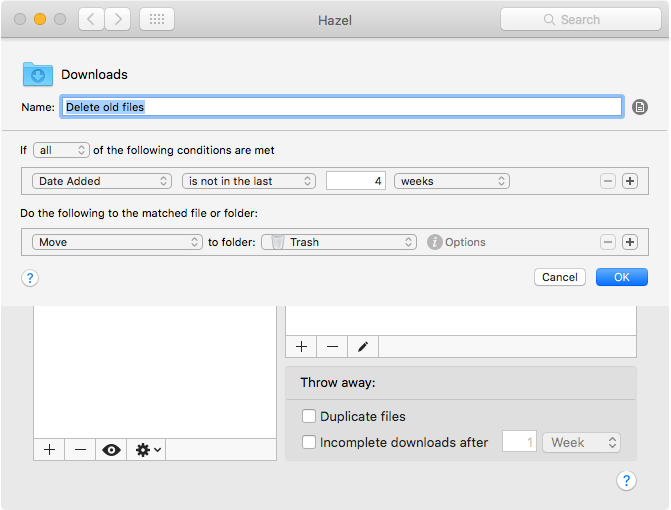 Hazel
Search
Downloads
Name: Delete old files
If all of the following conditions are met
Date Added is not in the last 4 weeks
Do the following to the matched file or folder:
Move to folder: Trash Options
? Cancel OK
Throw away:
Duplicate files
Incomplete downloads after 1 Week
?